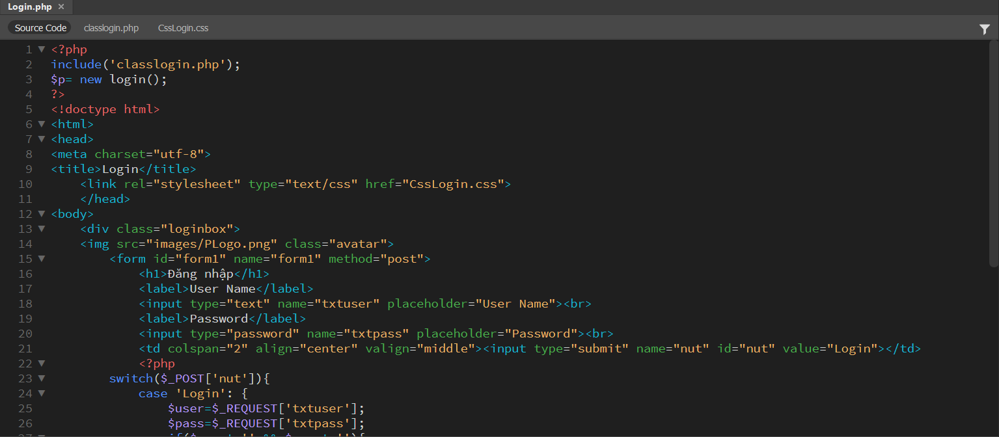 Login.php ×
Source Code classlogin.php CssLogin.css
1 <?php
2 include('classlogin.php');
3 $p= new login();
4 ?>
5 <!doctype html>
6 <html>
7 <head>
8 <meta charset="utf-8">
9 <title>Login</title>
10 <link rel="stylesheet" type="text/css" href="CssLogin.css">
11 </head>
12 <body>
13 <div class="loginbox">
14 <img src="images/PLogo.png" class="avatar">
15 <form id="form1" name="form1" method="post">
16 <h1>Đăng nhập</h1>
17 <label>User Name</label>
18 <input type="text" name="txtuser" placeholder="User Name"><br>
19 <label>Password</label>
20 <input type="password" name="txtpass" placeholder="Password"><br>
21 <td colspan="2" align="center" valign="middle"><input type="submit" name="nut" id="nut" value="Login"></td>
22 <?php
23 switch($_POST['nut']){
24 case 'Login': {
25 $user=$_REQUEST['txtuser'];
26 $pass=$_REQUEST['txtpass'];